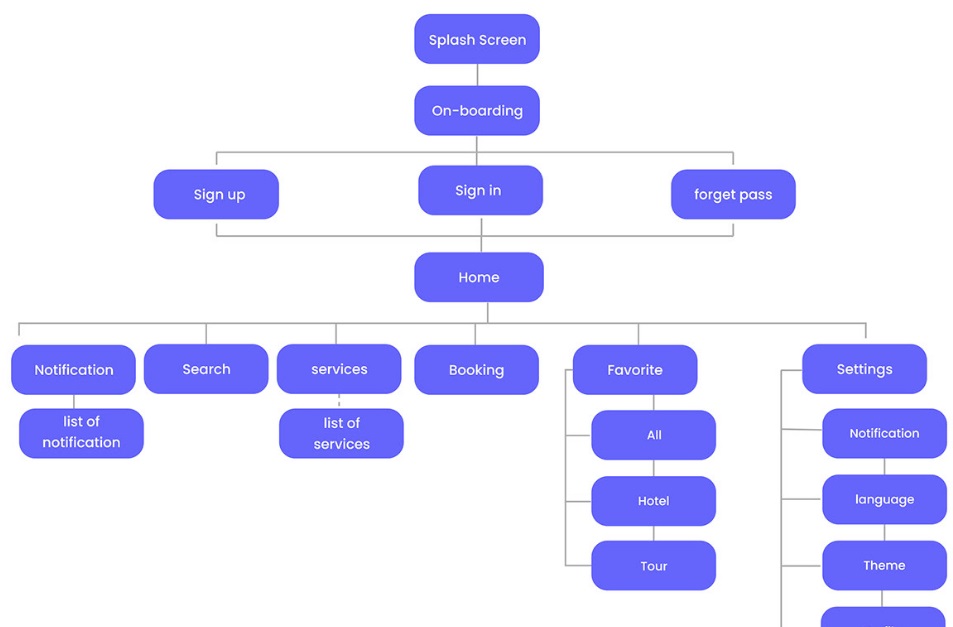 Splash Screen
On-boarding
Sign up
Sign in
forget pass
Home
Notification
Search
services
Booking
Favorite
Settings
list of
notification
list of
services
All
Hotel
Tour
Notification
language
Theme